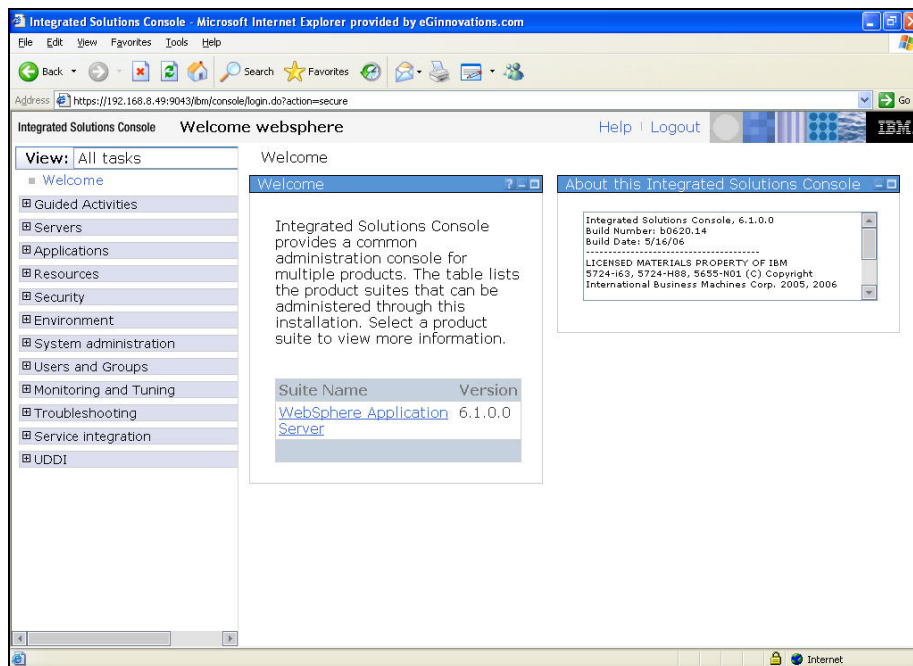 Integrated Solutions Console - Microsoft Internet Explorer provided by eGinnovations.com
File Edit View Favorites Tools Help
Back Search Favorites
Address https://192.168.8.49:9043/ibm/console/login.do?action=secure Go
Integrated Solutions Console Welcome websphere Help | Logout IBM.
View: All tasks
Welcome
Guided Activities
Servers
Applications
Resources
Security
Environment
System administration
Users and Groups
Monitoring and Tuning
Troubleshooting
Service integration
UDDI
Welcome
Welcome ?
Integrated Solutions Console
provides a common
administration console for
multiple products. The table lists
the product suites that can be
administered through this
installation. Select a product
suite to view more information.
Suite Name Version
WebSphere Application 6.1.0.0
Server
About this Integrated Solutions Console
Integrated Solutions Console, 6.1.0.0
Build Number: b0620.14
Build Date: 5/16/06
----------------------------------
LICENSED MATERIALS PROPERTY OF IBM
5724-i63, 5724-H88, 5655-N01 (C) Copyright
International Business Machines Corp. 2005, 2006
Internet